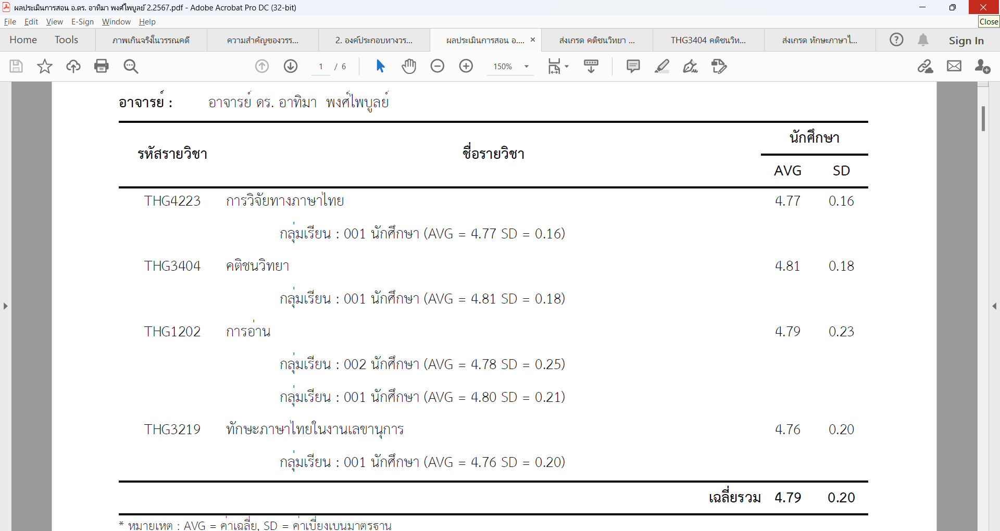 ผลประเมินการสอน อ.ดร. อาทิมา พงศ์ไพบูลย์ 2.2567.pdf - Adobe Acrobat Pro DC (32-bit)
File Edit View E-Sign Window Help
Close
Home Tools ภาพเกินจริงในวรรณคดี ความสำคัญของวรร... 2. องค์ประกอบทางวร... ผลประเมินการสอน อ.... × ส่งเกรด คติชนวิทยา ... THG3404 คติชนวิท... ส่งเกรด ทักษะภาษาไ... Sign In
1 / 6 150%
อาจารย์ : อาจารย์ ดร. อาทิมา พงศ์ไพบูลย์
รหัสรายวิชา ชื่อรายวิชา นักศึกษา
AVG SD
THG4223 การวิจัยทางภาษาไทย 4.77 0.16
กลุ่มเรียน : 001 นักศึกษา (AVG = 4.77 SD = 0.16)
THG3404 คติชนวิทยา 4.81 0.18
กลุ่มเรียน : 001 นักศึกษา (AVG = 4.81 SD = 0.18)
THG1202 การอ่าน 4.79 0.23
กลุ่มเรียน : 002 นักศึกษา (AVG = 4.78 SD = 0.25)
กลุ่มเรียน : 001 นักศึกษา (AVG = 4.80 SD = 0.21)
THG3219 ทักษะภาษาไทยในงานเลขานุการ 4.76 0.20
กลุ่มเรียน : 001 นักศึกษา (AVG = 4.76 SD = 0.20)
เฉลี่ยรวม 4.79 0.20
* หมายเหตุ : AVG = ค่าเฉลี่ย, SD = ค่าเบี่ยงเบนมาตรฐาน